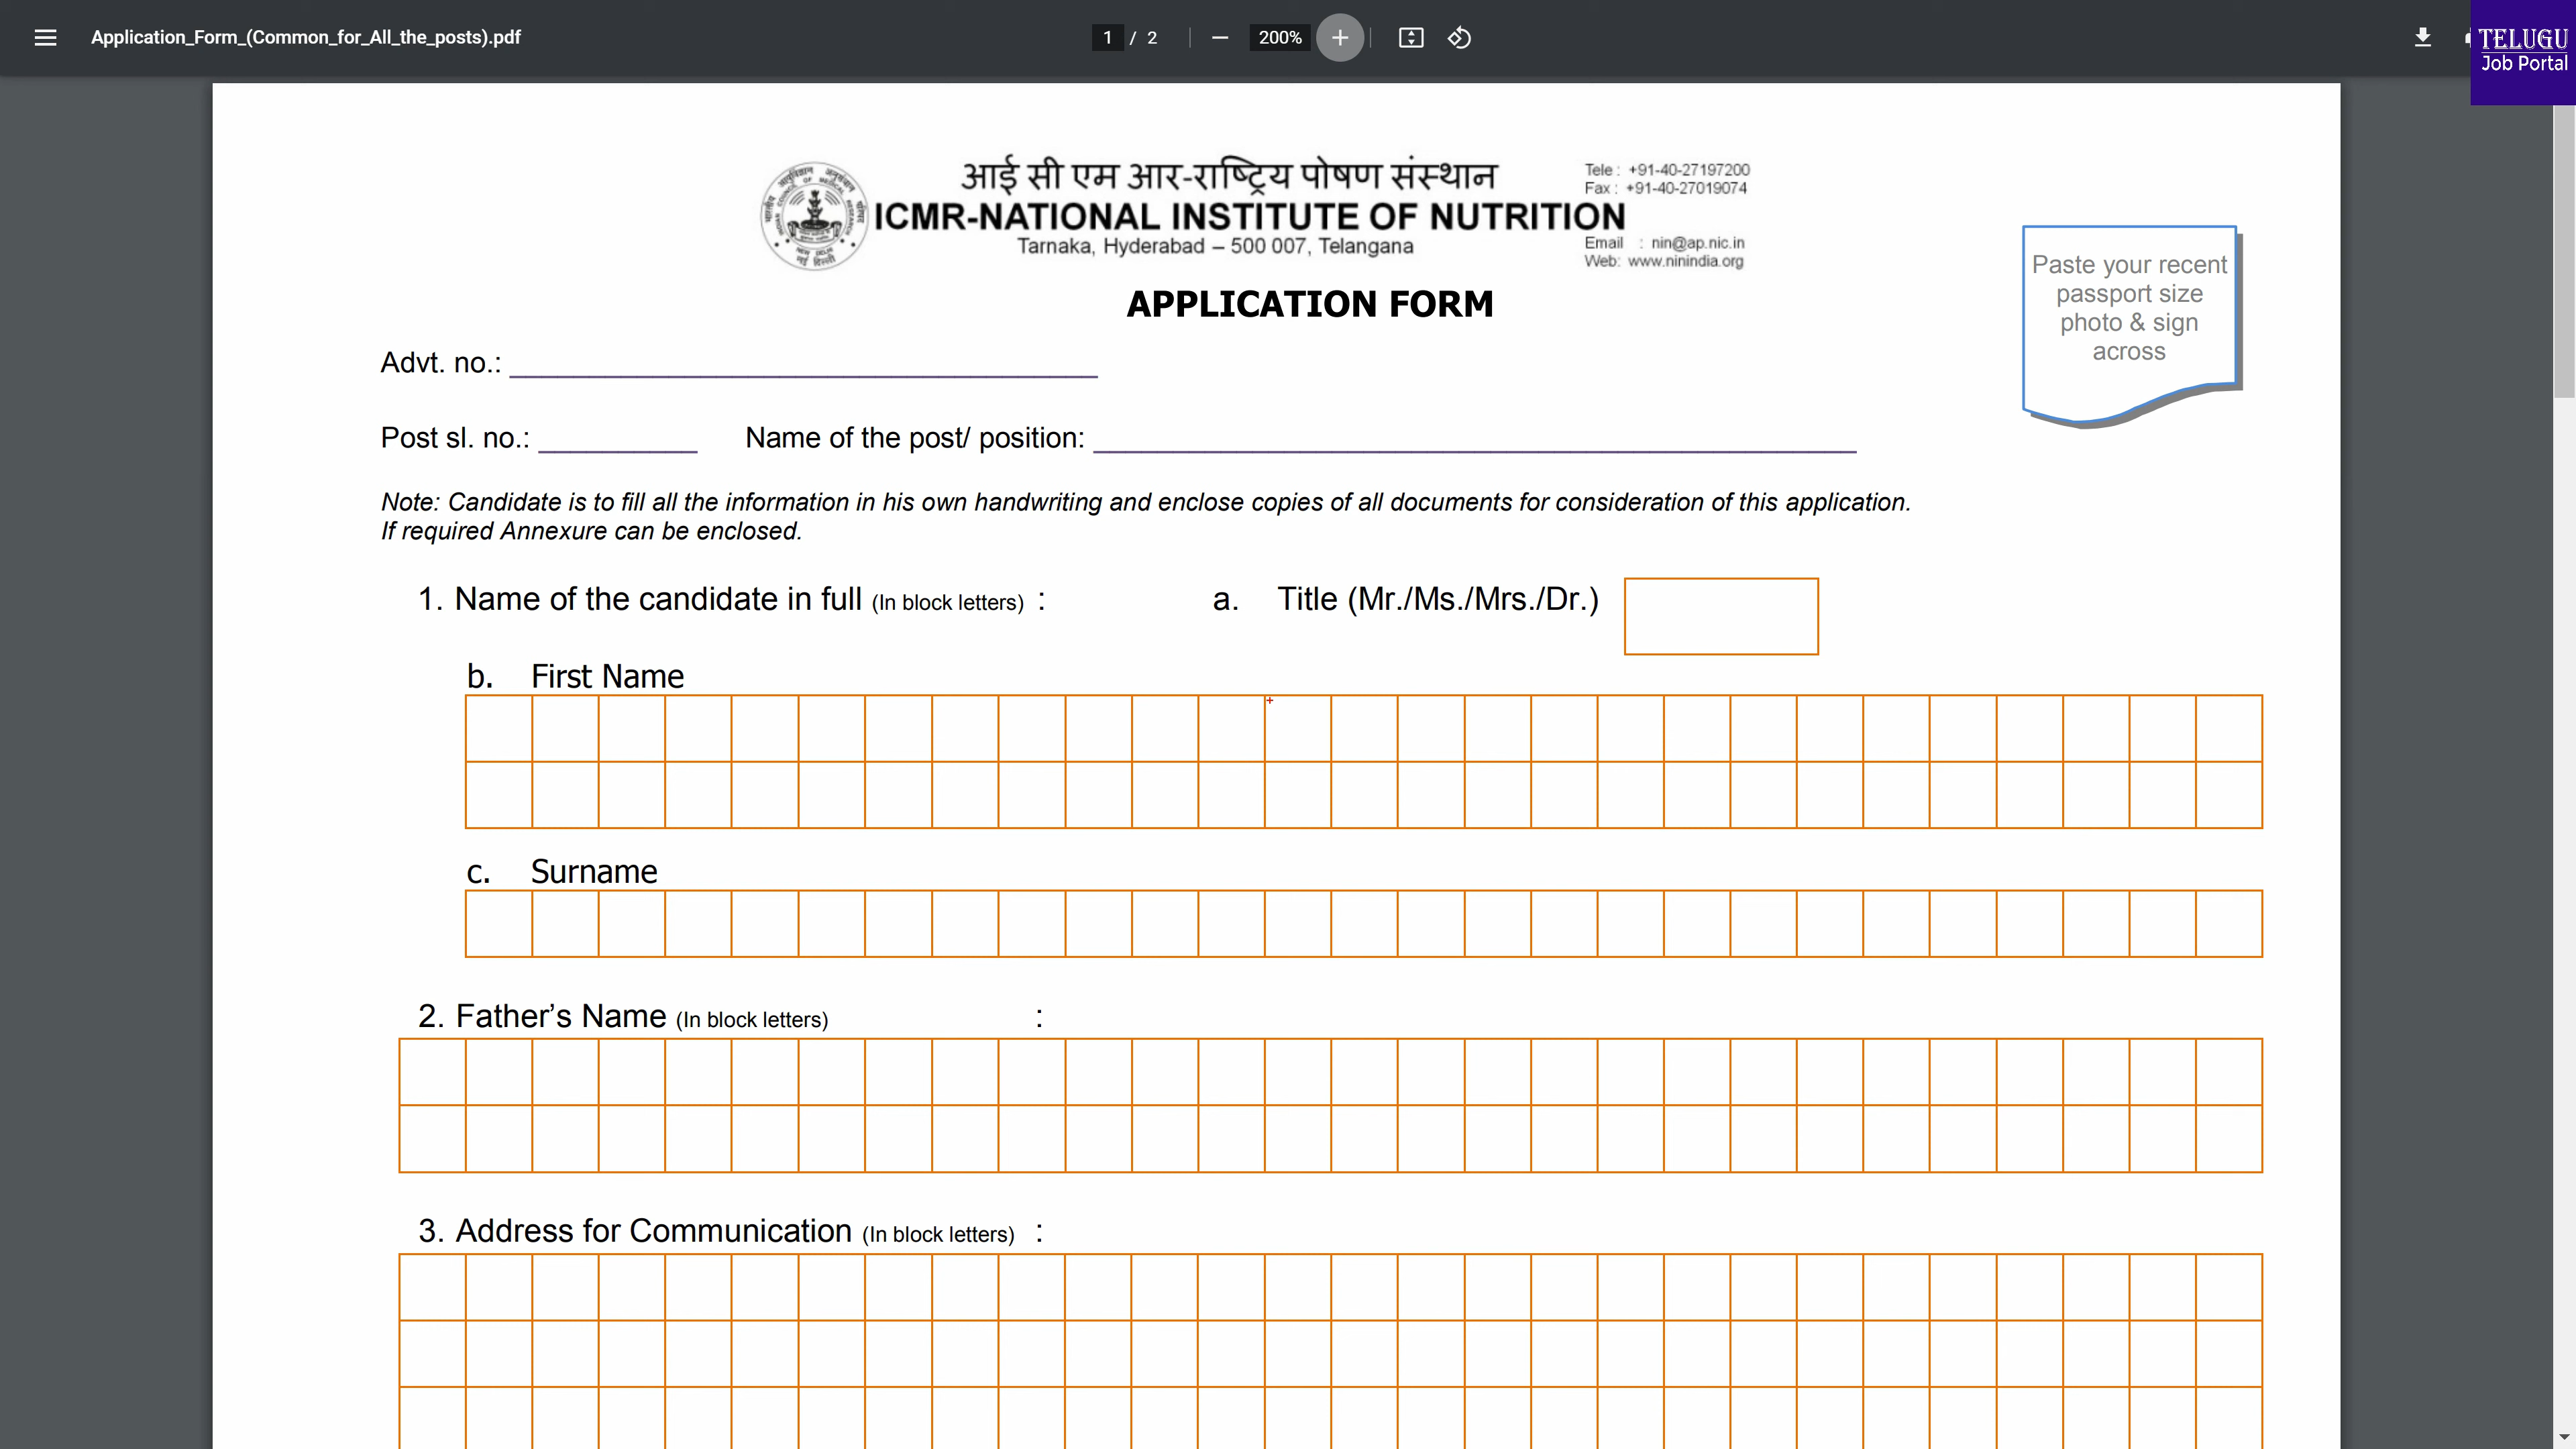 Application_Form_(Common_for_All_the_posts).pdf
1 / 2
200%
TELUGU
Job Portal
आई सी एम आर-राष्ट्रिय पोषण संस्थान
ICMR-NATIONAL INSTITUTE OF NUTRITION
Tarnaka, Hyderabad – 500 007, Telangana
Tele : +91-40-27197200
Fax : +91-40-27019074
Email : nin@ap.nic.in
Web: www.ninindia.org
APPLICATION FORM
Paste your recent
passport size
photo & sign
across
Advt. no.:
Post sl. no.: Name of the post/ position:
Note: Candidate is to fill all the information in his own handwriting and enclose copies of all documents for consideration of this application.
If required Annexure can be enclosed.
1. Name of the candidate in full (In block letters) : a. Title (Mr./Ms./Mrs./Dr.)
b. First Name
c. Surname
2. Father’s Name (In block letters) :
3. Address for Communication (In block letters) :